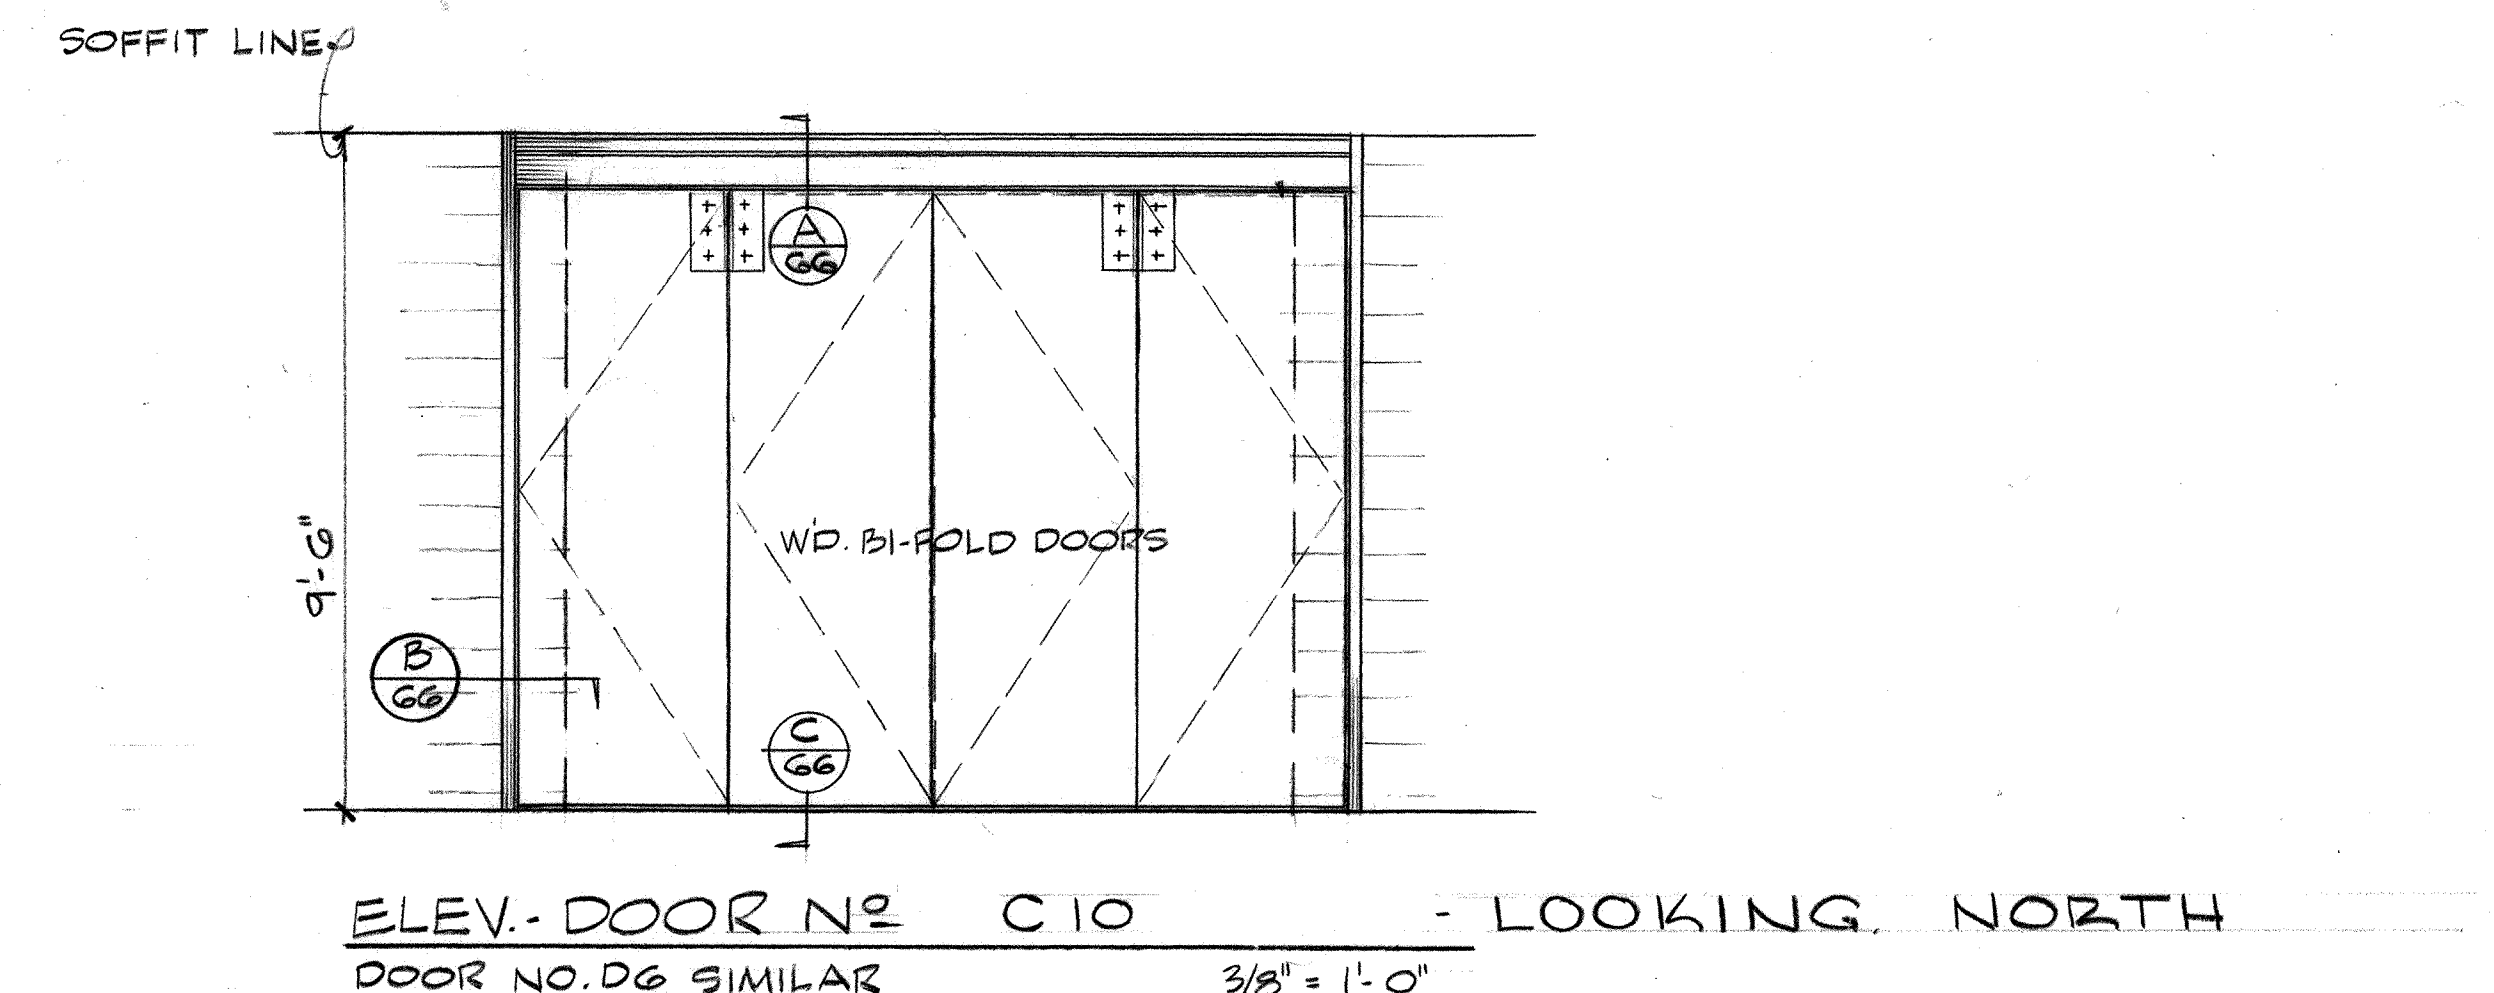 SOFFIT LINE
A
66
9'-6"
W'D. BI-FOLD DOORS
B
66
C
66
ELEV.- DOOR Nº C 10 - LOOKING NORTH
DOOR NO. D6 SIMILAR 3/8" = 1'-0"